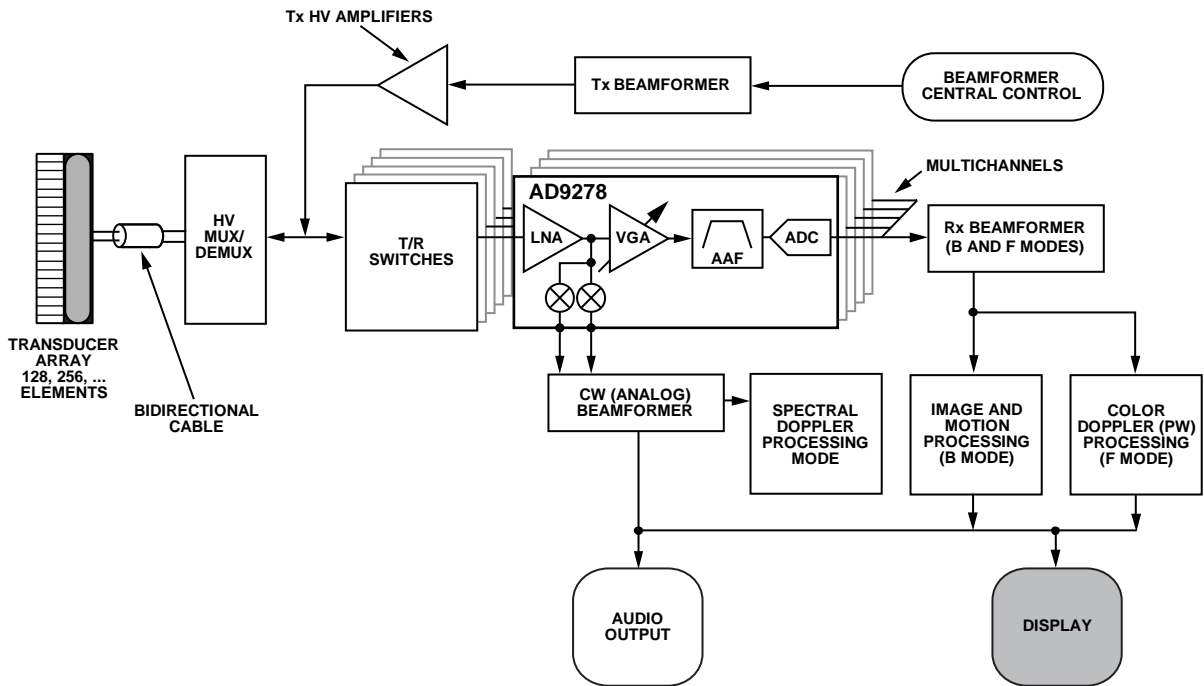 Tx HV AMPLIFIERS
Tx BEAMFORMER
BEAMFORMER
CENTRAL CONTROL
MULTICHANNELS
AD9278
HV
MUX/
DEMUX
T/R
SWITCHES
LNA
VGA
AAF
ADC
Rx BEAMFORMER
(B AND F MODES)
TRANSDUCER
ARRAY
128, 256, ...
ELEMENTS
BIDIRECTIONAL
CABLE
CW (ANALOG)
BEAMFORMER
SPECTRAL
DOPPLER
PROCESSING
MODE
IMAGE AND
MOTION
PROCESSING
(B MODE)
COLOR
DOPPLER (PW)
PROCESSING
(F MODE)
AUDIO
OUTPUT
DISPLAY